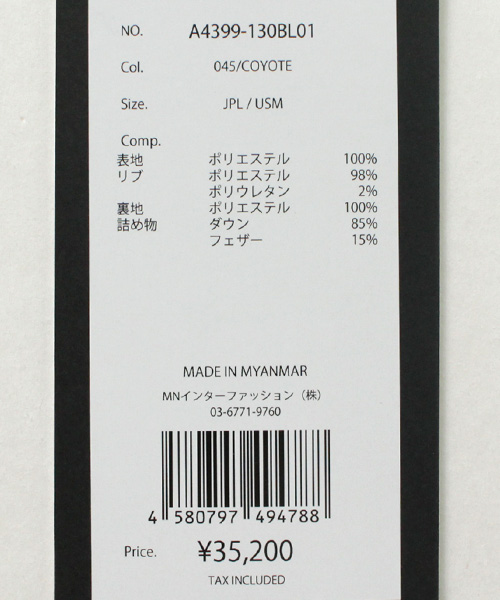 NO. A4399-130BL01
Col. 045/COYOTE
Size. JPL / USM
Comp.
表地 ポリエステル 100%
リブ ポリエステル 98%
ポリウレタン 2%
裏地 ポリエステル 100%
詰め物 ダウン 85%
フェザー 15%
MADE IN MYANMAR
MNインターファッション（株）
03-6771-9760
4 580797 494788
Price. ¥35,200
TAX INCLUDED